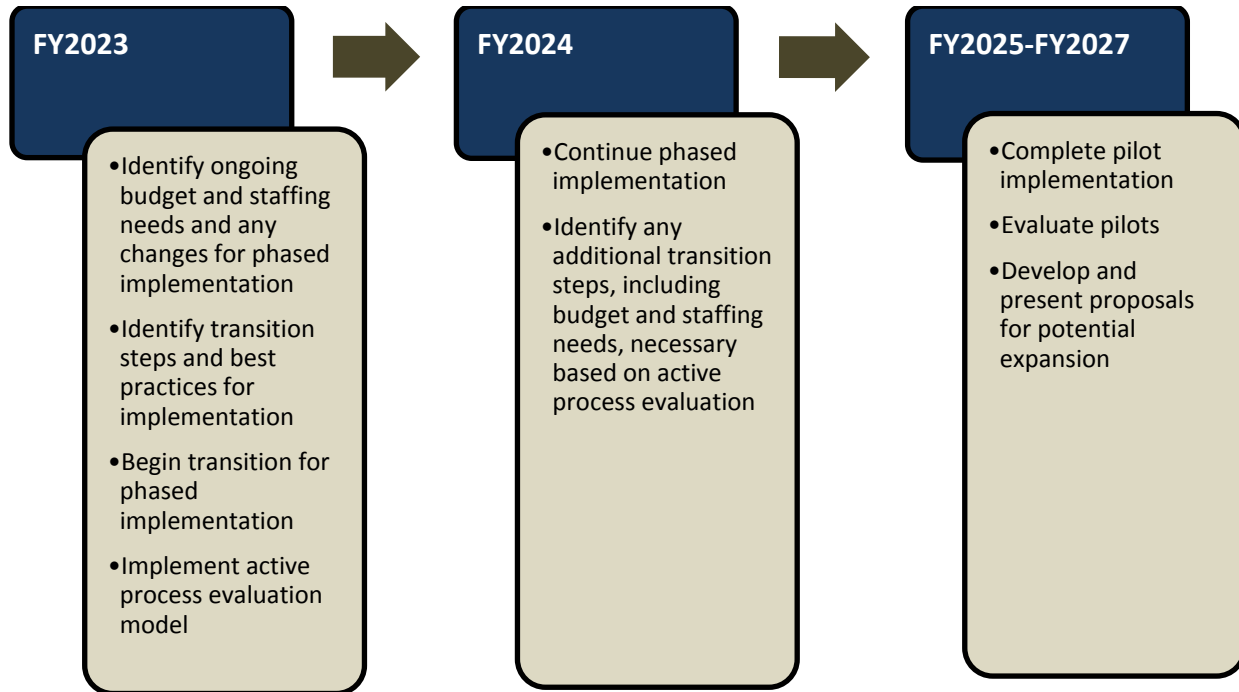 FY2023
•Identify ongoing
budget and staffing
needs and any
changes for phased
implementation
•Identify transition
steps and best
practices for
implementation
•Begin transition for
phased
implementation
•Implement active
process evaluation
model
FY2024
•Continue phased
implementation
•Identify any
additional transition
steps, including
budget and staffing
needs, necessary
based on active
process evaluation
FY2025-FY2027
•Complete pilot
implementation
•Evaluate pilots
•Develop and
present proposals
for potential
expansion